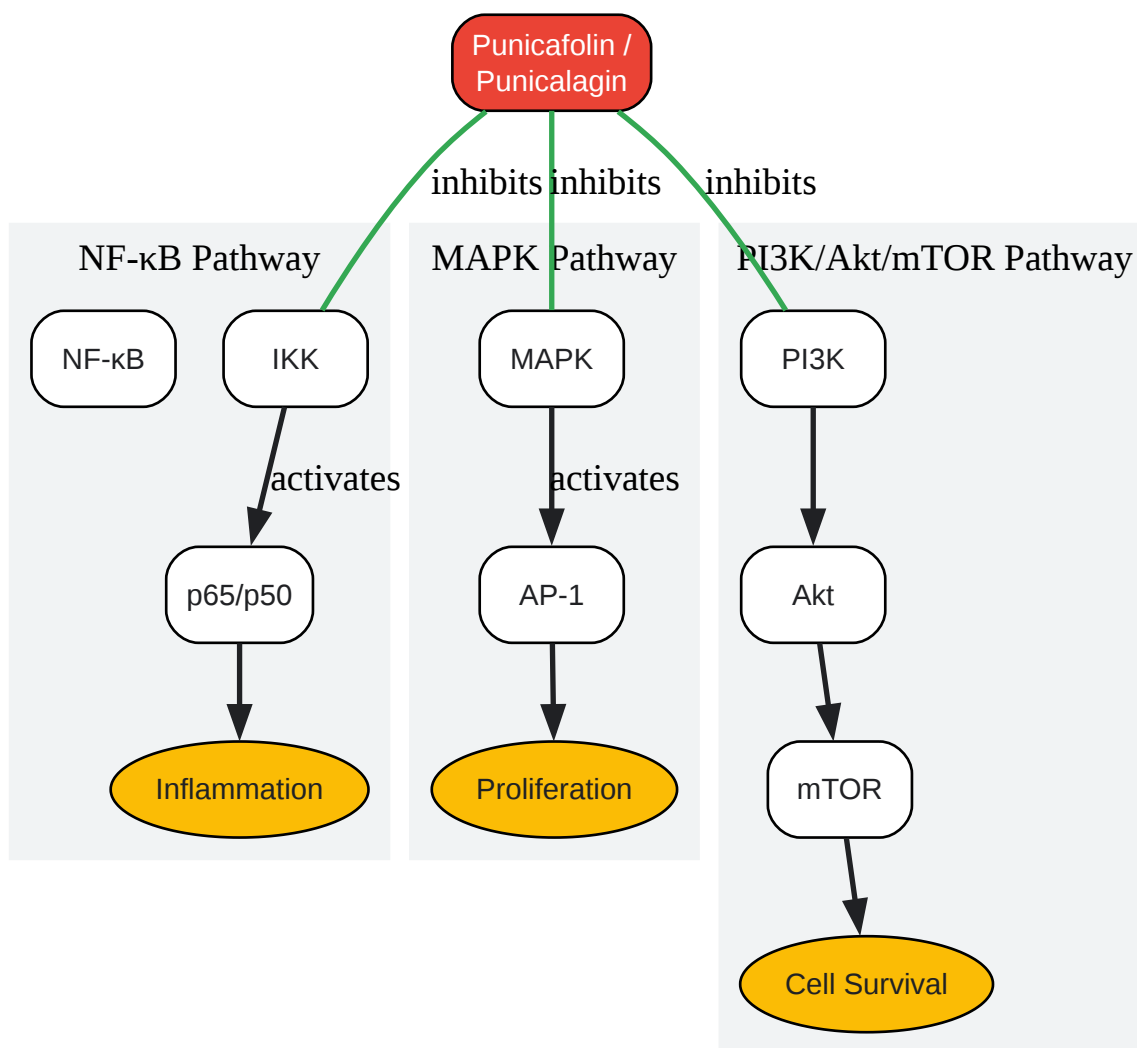 Punicafolin /
Punicalagin
inhibits inhibits inhibits
NF-κB Pathway MAPK Pathway PI3K/Akt/mTOR Pathway
NF-κB IKK MAPK PI3K
activates activates
p65/p50 AP-1 Akt
Inflammation Proliferation mTOR
Cell Survival